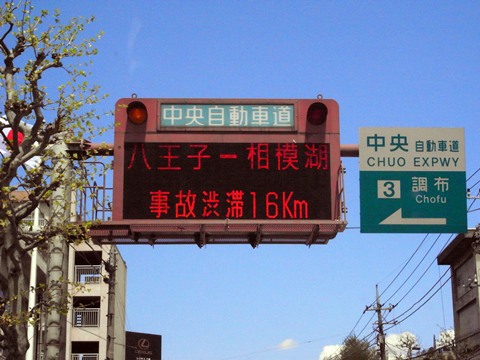 中央自動車道
八王子ー相模湖
事故渋滞16Km
中央 自動車道
CHUO EXPWY
3 調布
Chofu
LEXUS